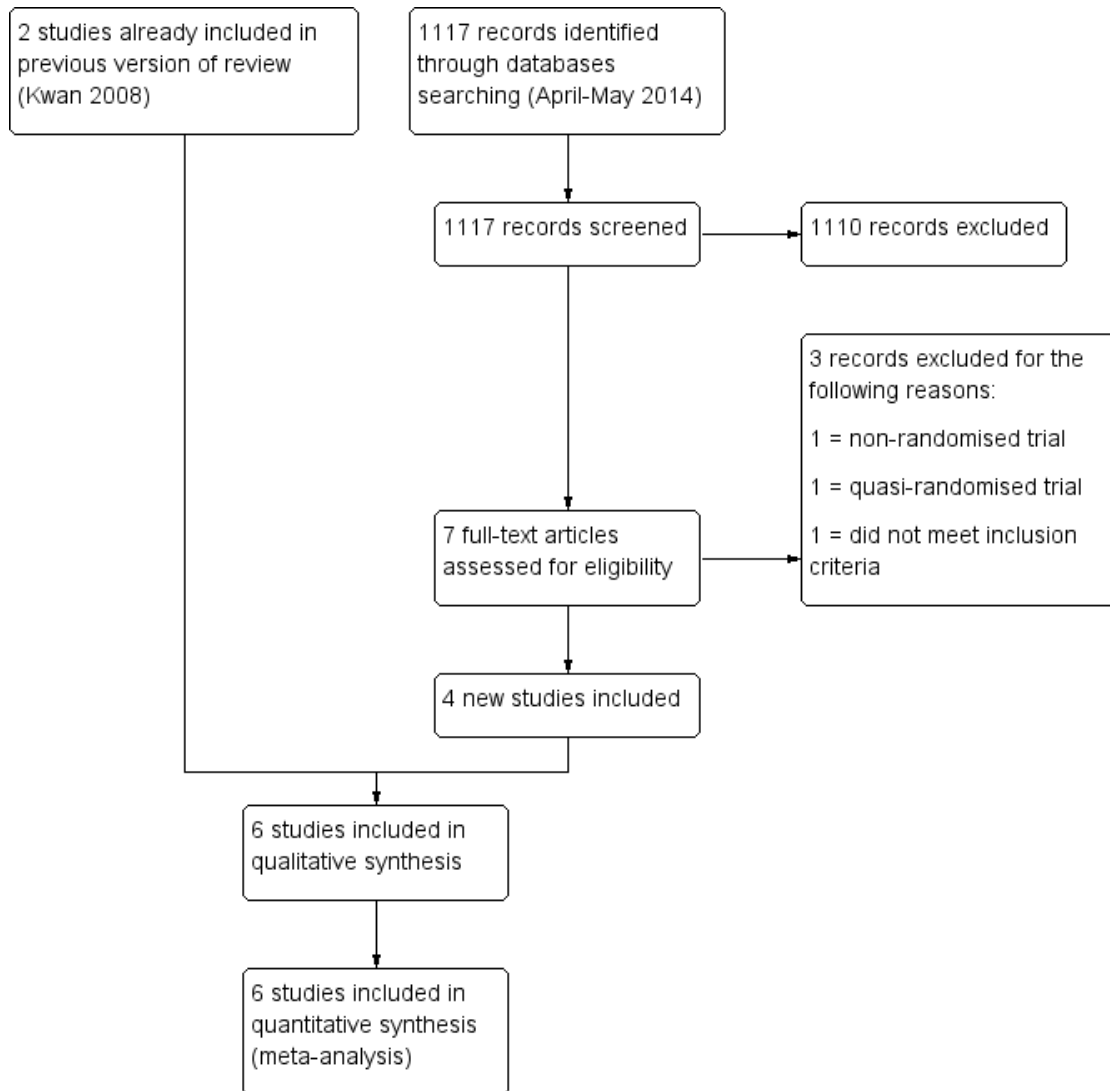 2 studies already included in
previous version of review
(Kwan 2008)
1117 records identified
through databases
searching (April-May 2014)
1117 records screened
1110 records excluded
3 records excluded for the
following reasons:
1 = non-randomised trial
1 = quasi-randomised trial
1 = did not meet inclusion
criteria
7 full-text articles
assessed for eligibility
4 new studies included
6 studies included in
qualitative synthesis
6 studies included in
quantitative synthesis
(meta-analysis)